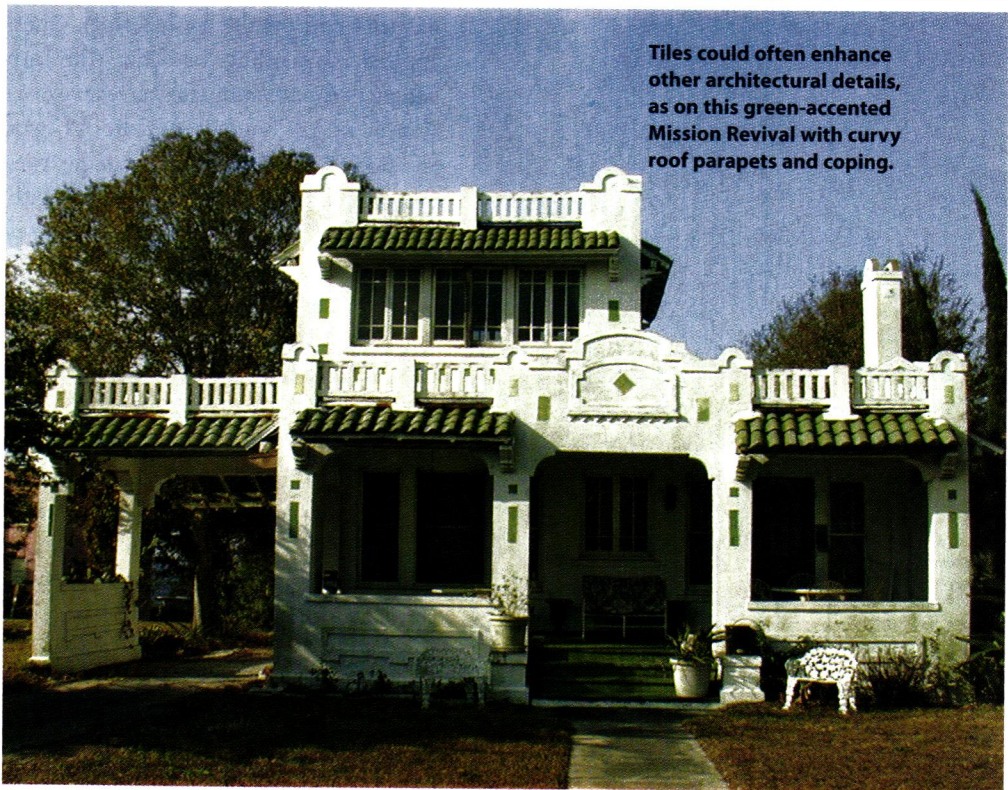 Tiles could often enhance
other architectural details,
as on this green-accented
Mission Revival with curvy
roof parapets and coping.